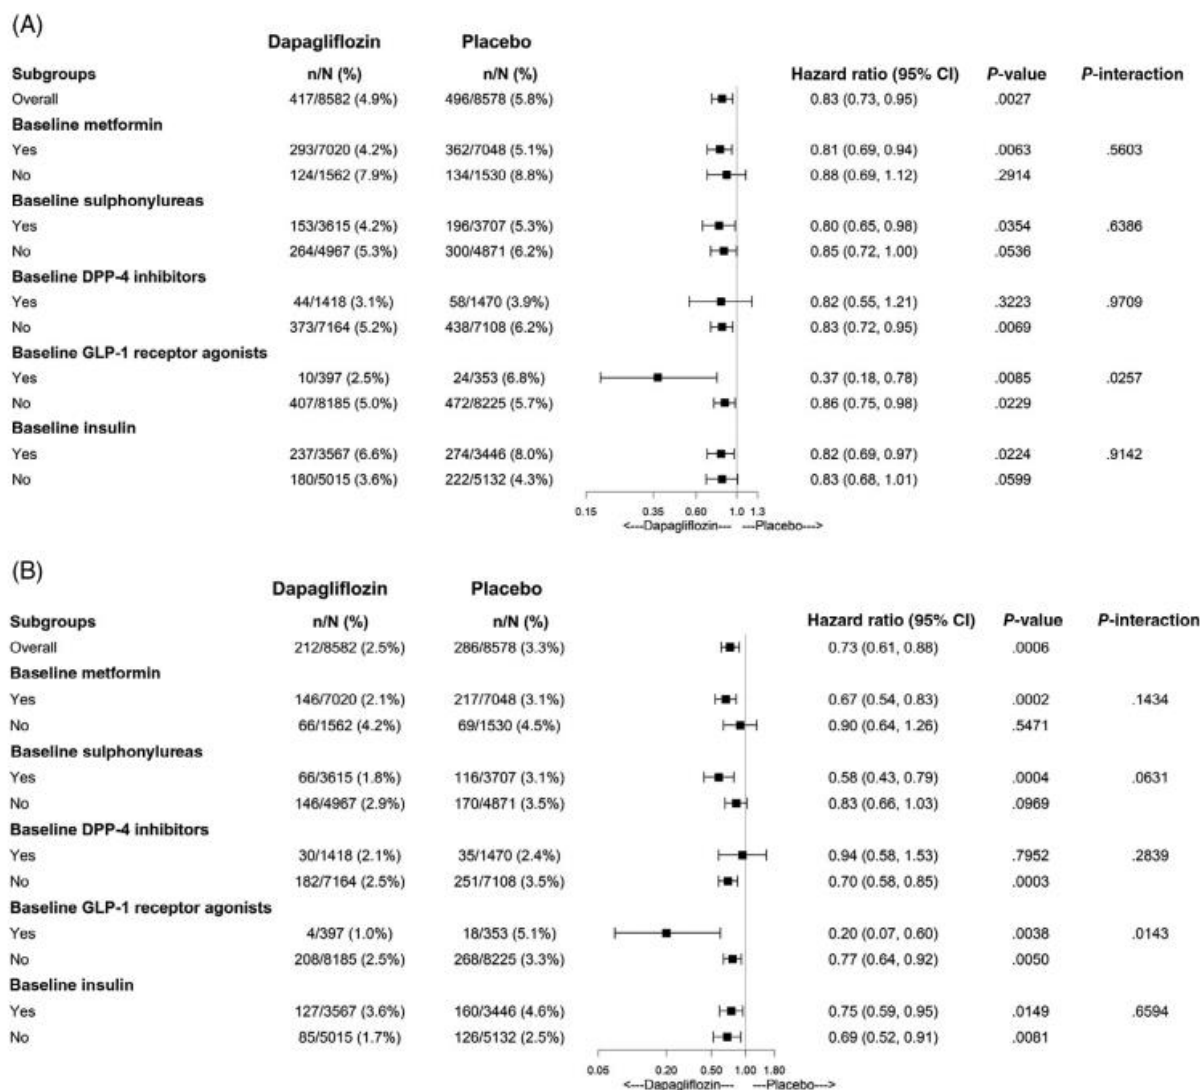 (A)
Dapagliflozin Placebo
Subgroups n/N (%) n/N (%) Hazard ratio (95% CI) P-value P-interaction
Overall 417/8582 (4.9%) 496/8578 (5.8%) 0.83 (0.73, 0.95) .0027
Baseline metformin
Yes 293/7020 (4.2%) 362/7048 (5.1%) 0.81 (0.69, 0.94) .0063 .5603
No 124/1562 (7.9%) 134/1530 (8.8%) 0.88 (0.69, 1.12) .2914
Baseline sulphonylureas
Yes 153/3615 (4.2%) 196/3707 (5.3%) 0.80 (0.65, 0.98) .0354 .6386
No 264/4967 (5.3%) 300/4871 (6.2%) 0.85 (0.72, 1.00) .0536
Baseline DPP-4 inhibitors
Yes 44/1418 (3.1%) 58/1470 (3.9%) 0.82 (0.55, 1.21) .3223 .9709
No 373/7164 (5.2%) 438/7108 (6.2%) 0.83 (0.72, 0.95) .0069
Baseline GLP-1 receptor agonists
Yes 10/397 (2.5%) 24/353 (6.8%) 0.37 (0.18, 0.78) .0085 .0257
No 407/8185 (5.0%) 472/8225 (5.7%) 0.86 (0.75, 0.98) .0229
Baseline insulin
Yes 237/3567 (6.6%) 274/3446 (8.0%) 0.82 (0.69, 0.97) .0224 .9142
No 180/5015 (3.6%) 222/5132 (4.3%) 0.83 (0.68, 1.01) .0599
0.15 0.35 0.60 1.0 1.3
<---Dapagliflozin--- ---Placebo--->
(B)
Dapagliflozin Placebo
Subgroups n/N (%) n/N (%) Hazard ratio (95% CI) P-value P-interaction
Overall 212/8582 (2.5%) 286/8578 (3.3%) 0.73 (0.61, 0.88) .0006
Baseline metformin
Yes 146/7020 (2.1%) 217/7048 (3.1%) 0.67 (0.54, 0.83) .0002 .1434
No 66/1562 (4.2%) 69/1530 (4.5%) 0.90 (0.64, 1.26) .5471
Baseline sulphonylureas
Yes 66/3615 (1.8%) 116/3707 (3.1%) 0.58 (0.43, 0.79) .0004 .0631
No 146/4967 (2.9%) 170/4871 (3.5%) 0.83 (0.66, 1.03) .0969
Baseline DPP-4 inhibitors
Yes 30/1418 (2.1%) 35/1470 (2.4%) 0.94 (0.58, 1.53) .7952 .2839
No 182/7164 (2.5%) 251/7108 (3.5%) 0.70 (0.58, 0.85) .0003
Baseline GLP-1 receptor agonists
Yes 4/397 (1.0%) 18/353 (5.1%) 0.20 (0.07, 0.60) .0038 .0143
No 208/8185 (2.5%) 268/8225 (3.3%) 0.77 (0.64, 0.92) .0050
Baseline insulin
Yes 127/3567 (3.6%) 160/3446 (4.6%) 0.75 (0.59, 0.95) .0149 .6594
No 85/5015 (1.7%) 126/5132 (2.5%) 0.69 (0.52, 0.91) .0081
0.05 0.20 0.50 1.00 1.80
<---Dapagliflozin--- ---Placebo--->